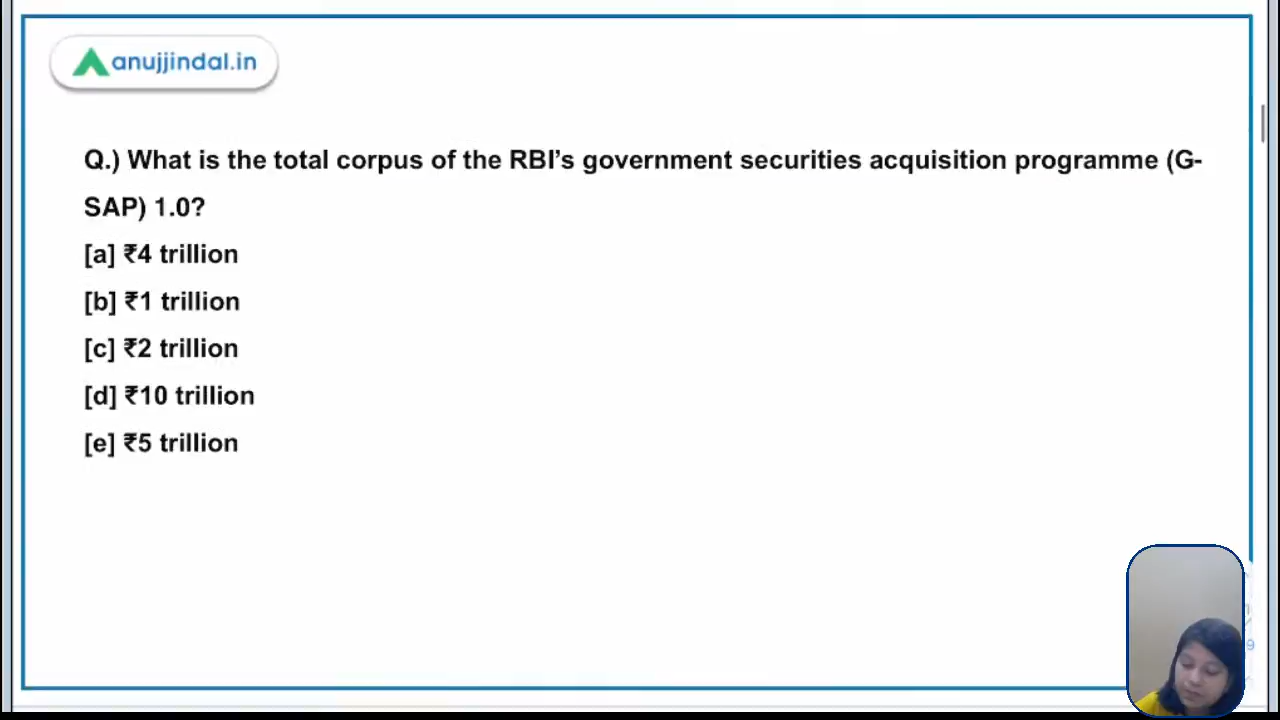 anujjindal.in
Q.) What is the total corpus of the RBI’s government securities acquisition programme (G-
SAP) 1.0?
[a] ₹4 trillion
[b] ₹1 trillion
[c] ₹2 trillion
[d] ₹10 trillion
[e] ₹5 trillion